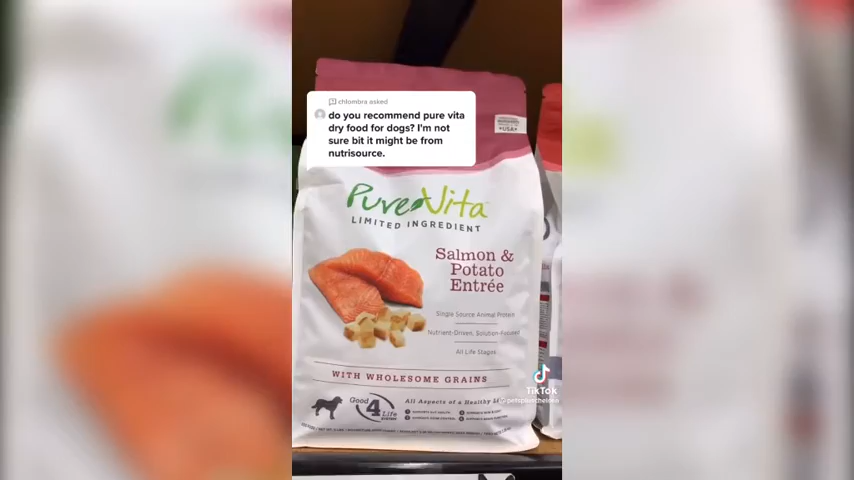 chlombra asked
do you recommend pure vita
dry food for dogs? I'm not
sure bit it might be from
nutrisource.
USA
PureVita
LIMITED INGREDIENT
Salmon &
Potato
Entrée
Single Source Animal Protein
Nutrient-Driven, Solution-Focused
All Life Stages
WITH WHOLESOME GRAINS
Good
4
Life
All Aspects of a Healthy
TikTok